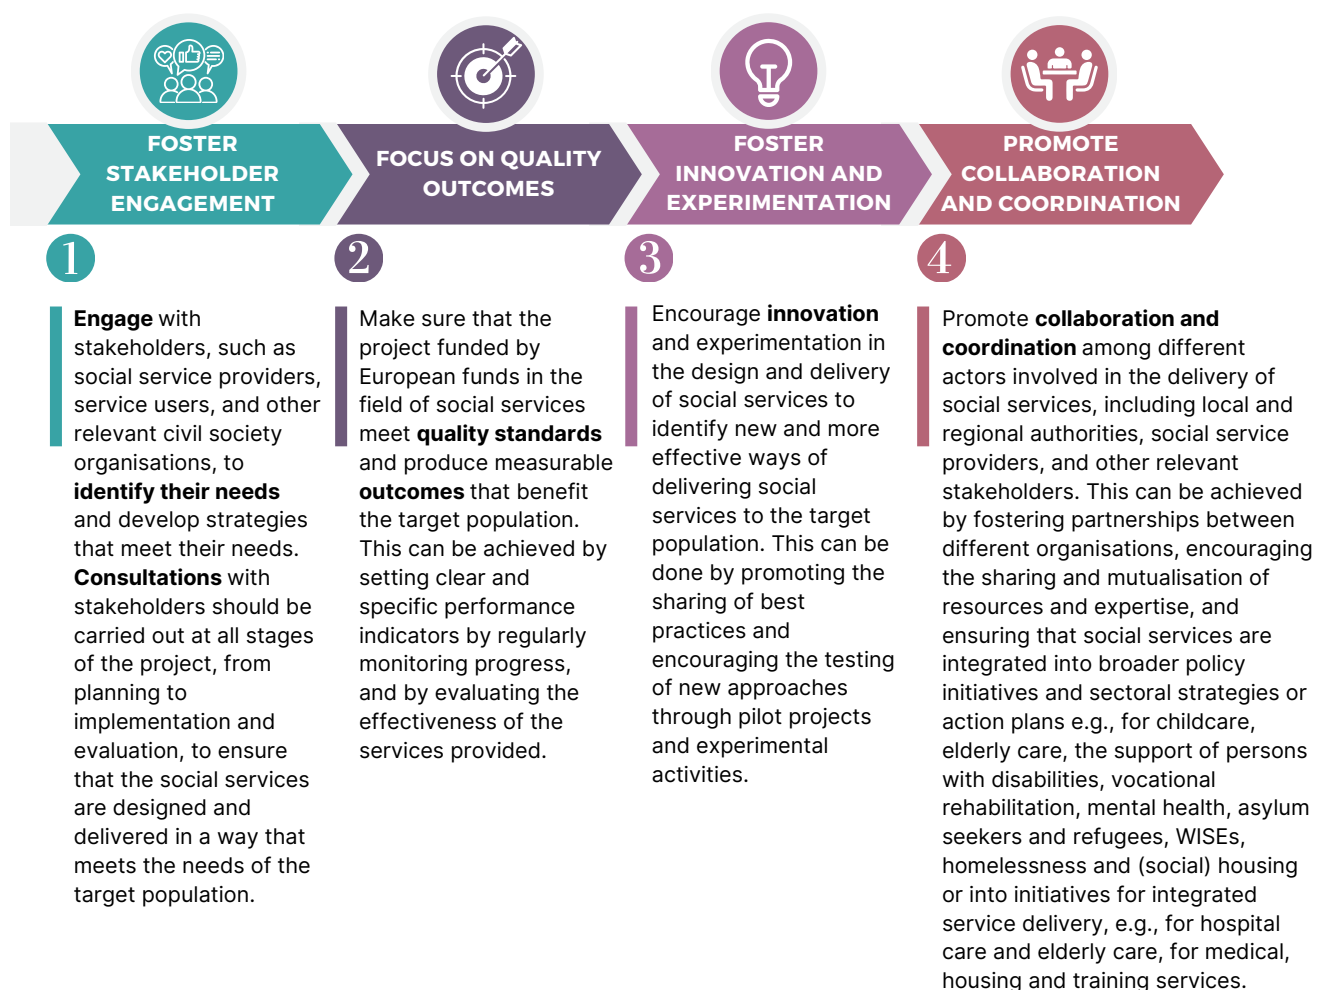 FOSTER
STAKEHOLDER
ENGAGEMENT
FOCUS ON QUALITY
OUTCOMES
FOSTER
INNOVATION AND
EXPERIMENTATION
PROMOTE
COLLABORATION
AND COORDINATION
1
Engage with
stakeholders, such as
social service providers,
service users, and other
relevant civil society
organisations, to
identify their needs
and develop strategies
that meet their needs.
Consultations with
stakeholders should be
carried out at all stages
of the project, from
planning to
implementation and
evaluation, to ensure
that the social services
are designed and
delivered in a way that
meets the needs of the
target population.
2
Make sure that the
project funded by
European funds in the
field of social services
meet quality standards
and produce measurable
outcomes that benefit
the target population.
This can be achieved by
setting clear and
specific performance
indicators by regularly
monitoring progress,
and by evaluating the
effectiveness of the
services provided.
3
Encourage innovation
and experimentation in
the design and delivery
of social services to
identify new and more
effective ways of
delivering social
services to the target
population. This can be
done by promoting the
sharing of best
practices and
encouraging the testing
of new approaches
through pilot projects
and experimental
activities.
4
Promote collaboration and
coordination among different
actors involved in the delivery of
social services, including local and
regional authorities, social service
providers, and other relevant
stakeholders. This can be achieved
by fostering partnerships between
different organisations, encouraging
the sharing and mutualisation of
resources and expertise, and
ensuring that social services are
integrated into broader policy
initiatives and sectoral strategies or
action plans e.g., for childcare,
elderly care, the support of persons
with disabilities, vocational
rehabilitation, mental health, asylum
seekers and refugees, WISEs,
homelessness and (social) housing
or into initiatives for integrated
service delivery, e.g., for hospital
care and elderly care, for medical,
housing and training services.